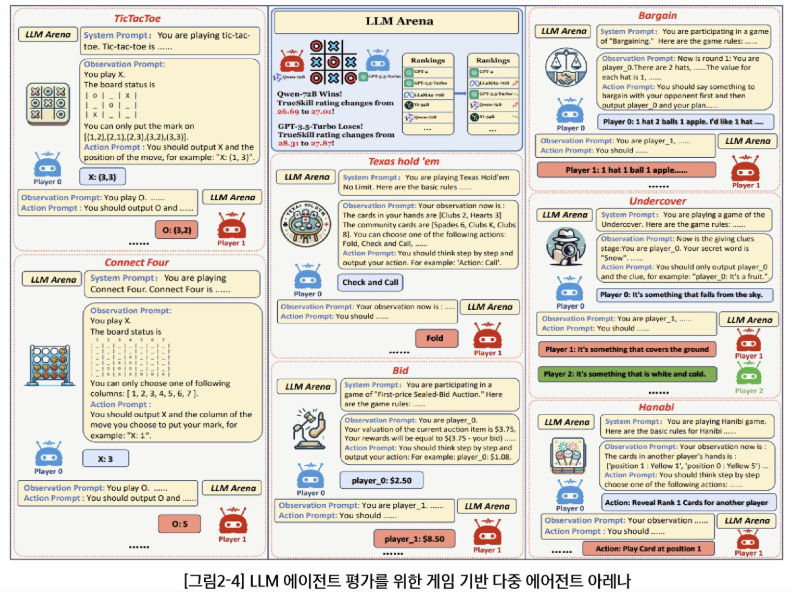 TicTacToe
LLM Arena
System Prompt: You are playing tic-tac-
toe. Tic-tac-toe is ......
Observation Prompt:
You play X.
The board status is
| O | _ | X |
| _ | O | _ |
| X | _ | _ |
You can only put the mark on
[(1,2),(2,1),(2,3),(3,2),(3,3)].
Action Prompt : You should output X and the
position of the move, for example: "X: (1, 3)".
Player 0
X: (3,3)
Observation Prompt: You play O. ......
Action Prompt : You should output O and ......
LLM Arena
O: (3,2)
Player 1
......
Connect Four
LLM Arena
System Prompt: You are playing
Connect Four. Connect Four is ......
Observation Prompt:
You play X.
The board status is
1 2 3 4 5 6 7
You can only choose one of following
columns: [ 1, 2, 3, 4, 5, 6, 7 ].
Action Prompt :
You should output X and the column of
the move you choose to put your mark, for
example: "X: 1".
Player 0
X: 3
Observation Prompt: You play O. ......
Action Prompt : You should output O and ......
LLM Arena
O: 5
Player 1
......
LLM Arena
Qwen-72B
GPT-3.5-Turbo
Qwen-72B Wins!
TrueSkill rating changes from
26.69 to 27.01!
GPT-3.5-Turbo Loses!
TrueSkill rating changes from
28.31 to 27.87!
Rankings
GPT-4
GPT-3.5-Turbo
LLaMA2-70B
Yi-34B
Qwen-72B
...
Rankings
GPT-4
LLaMA2-70B
GPT-3.5-Turbo
Qwen-72B
Yi-34B
...
Texas hold 'em
LLM Arena
System Prompt: You are playing Texas Hold'em
No Limit. Here are the basic rules ......
Observation Prompt: Your observation now is :
The cards in your hands are [Clubs 2, Hearts 3]
The community cards are [Spades 6, Clubs K, Clubs
8]. You can choose one of the following actions:
Fold, Check and Call, ......
Action Prompt: You should think step by step and
output your action. For example: 'Action: Call'.
Player 0
Check and Call
Observation Prompt: Your observation now is : .....
Action Prompt: You should ......
LLM Arena
Fold
Player 1
......
Bid
LLM Arena
System Prompt: You are participating in a
game of "First-price Sealed-Bid Auction." Here
are the game rules: ......
Observation Prompt: You are player_0.
Your valuation of the current auction item is $3.75,
Your rewards will be equal to $(3.75 - your bid) .....
Action Prompt: You should think step by step and
output your action: For example: player_0: $1.08.
Player 0
player_0: $2.50
Observation Prompt: You are player_1. ......
Action Prompt: You should ......
LLM Arena
player_1: $8.50
Player 1
......
Bargain
LLM Arena
System Prompt: You are participating in a game
of "Bargaining." Here are the game rules: ......
Observation Prompt: Now is round 1: You are
player_0.There are 2 hats, ......The value for
each hat is 1, ......
Action Prompt: You should say something to
bargain with your opponent first and then
output player_0 and your plan......
Player 0
Player 0: 1 hat 2 balls 1 apple. I'd like 1 hat ....
Observation Prompt: You are player_1, ......
Action Prompt: You should ......
LLM Arena
Player 1: 1 hat 1 ball 1 apple......
Player 1
......
Undercover
LLM Arena
System Prompt: You are playing a game of the
Undercover. Here are the game rules: ......
Observation Prompt: Now is the giving clues
stage:You are player_0. Your secret word is
"Snow". ......
Action Prompt: You should only output player_0
and the clue, for example: "player_0: It's a fruit.".
Player 0
Player 0: It's something that falls from the sky.
Observation Prompt: You are player_1, ......
Action Prompt: You should ......
LLM Arena
Player 1: It's something that covers the ground
Player 1
Player 2: It's something that is white and cold.
Player 2
......
Hanabi
LLM Arena
System Prompt: You are playing Hanibi game.
Here are the basic rules for Hanibi ......
Observation Prompt: Your observation now is :
The cards in another player's hands is :
['position 1 : Yellow 1', 'position 0 : Yellow 5') ...
Action Prompt: You should think step by step
choose one of the following actions: ......
Player 0
Action: Reveal Rank 1 Cards for another player
Observation Prompt: Your observation ......
Action Prompt: You should ......
LLM Arena
...... Action: Play Card at position 1
Player 1
[그림2-4] LLM 에이전트 평가를 위한 게임 기반 다중 에어전트 아레나